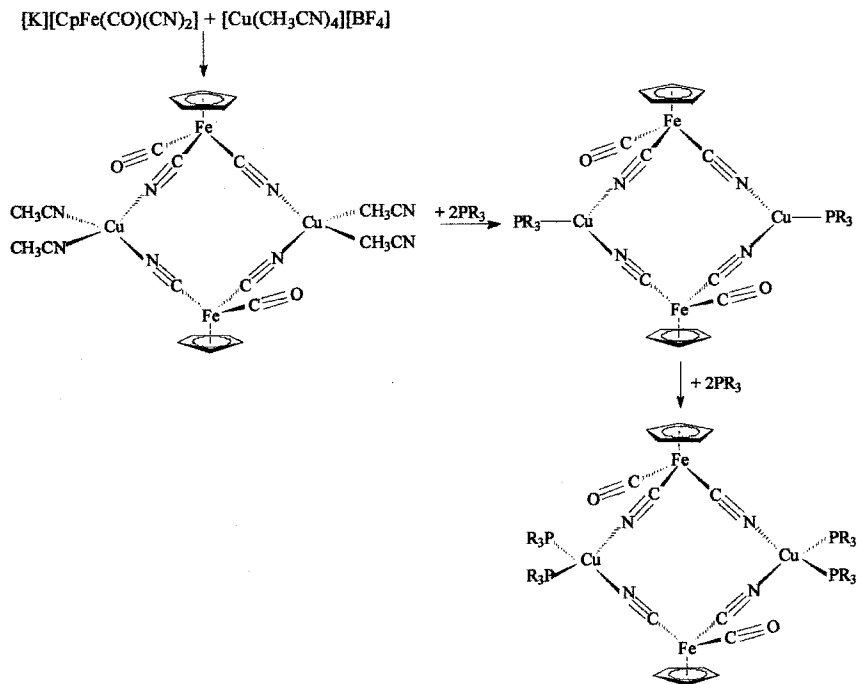 [K][CpFe(CO)(CN)₂] + [Cu(CH₃CN)₄][BF₄]
Fe
O≡C
C C
N N
CH₃CN
CH₃CN
Cu
Cu
CH₃CN
CH₃CN
N N
C C
Fe
C≡O
+ 2PR₃
Fe
O≡C
C C
N N
PR₃ Cu
Cu PR₃
N N
C C
Fe
C≡O
+ 2PR₃
Fe
O≡C
C C
N N
R₃P
R₃P
Cu
Cu
PR₃
PR₃
N N
C C
Fe
C≡O